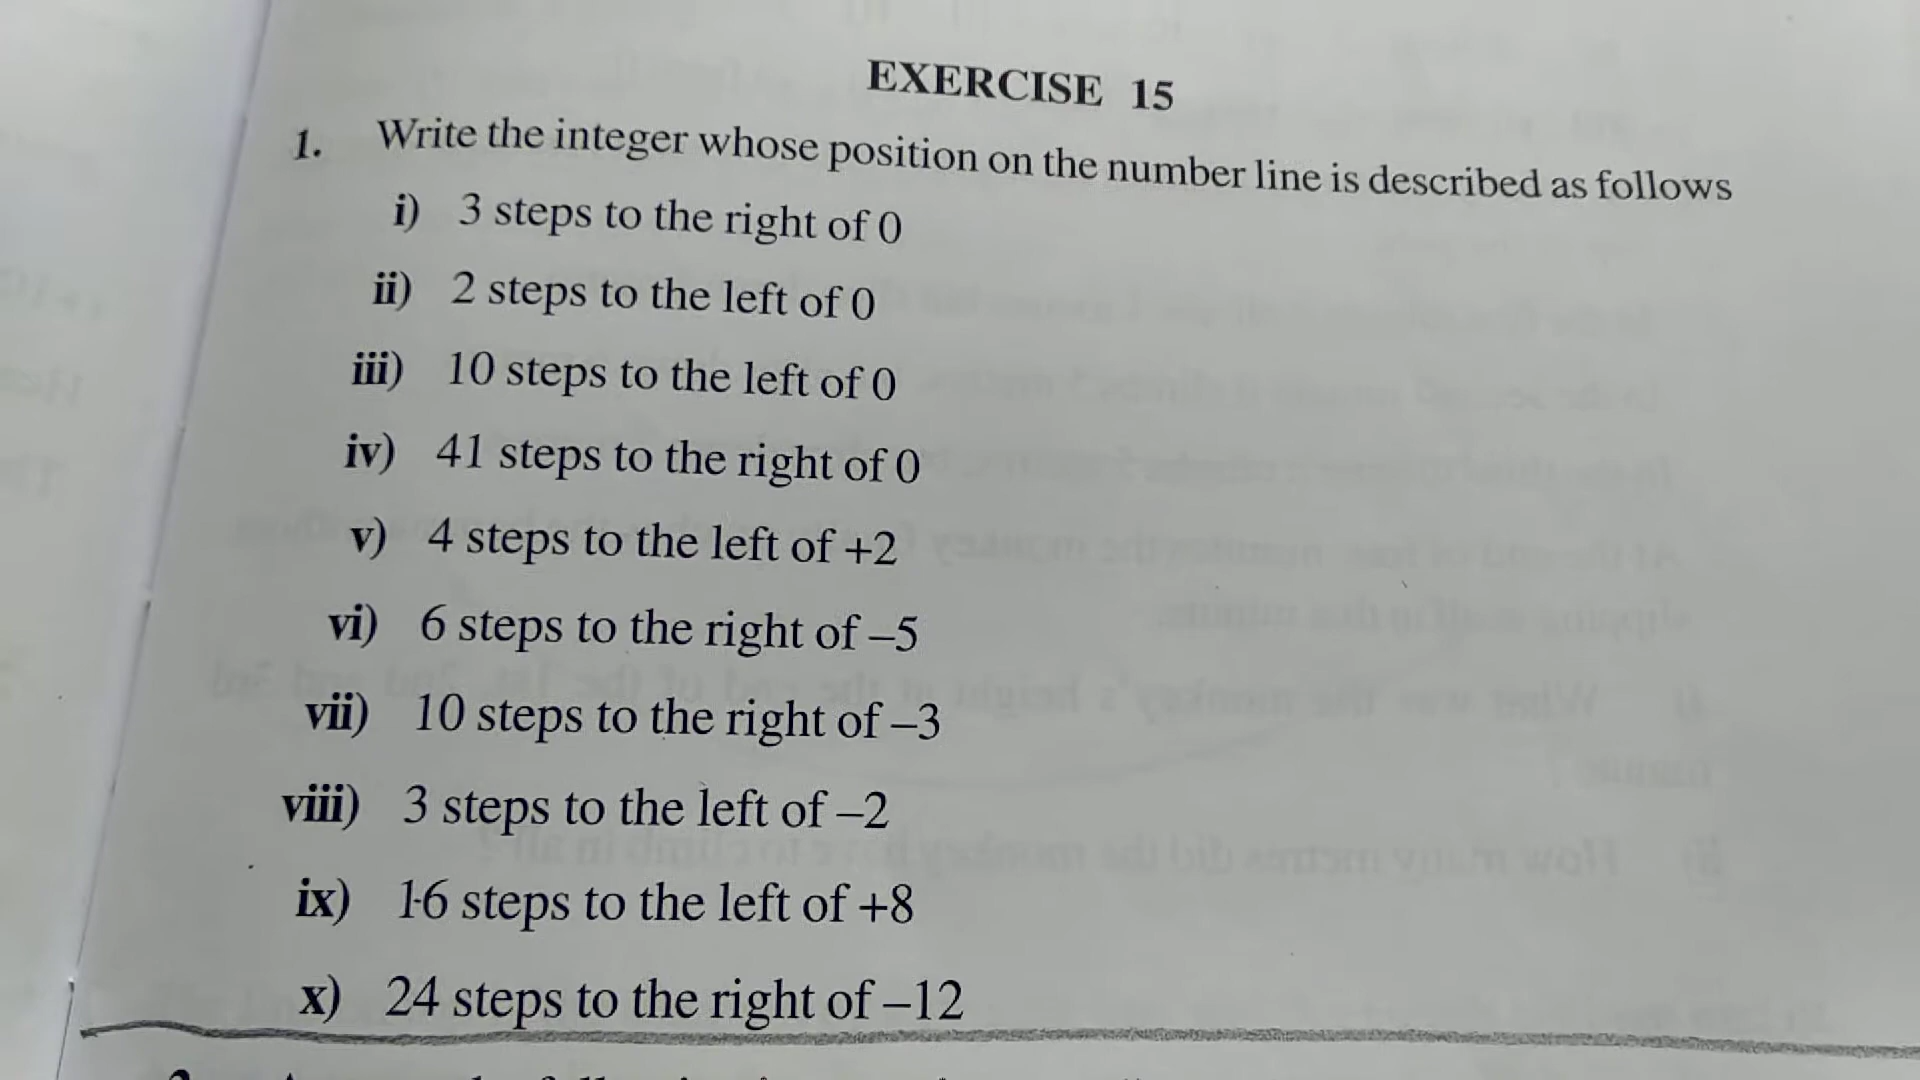 EXERCISE 15
1. Write the integer whose position on the number line is described as follows
i) 3 steps to the right of 0
ii) 2 steps to the left of 0
iii) 10 steps to the left of 0
iv) 41 steps to the right of 0
v) 4 steps to the left of +2
vi) 6 steps to the right of –5
vii) 10 steps to the right of –3
viii) 3 steps to the left of –2
ix) 16 steps to the left of +8
x) 24 steps to the right of –12